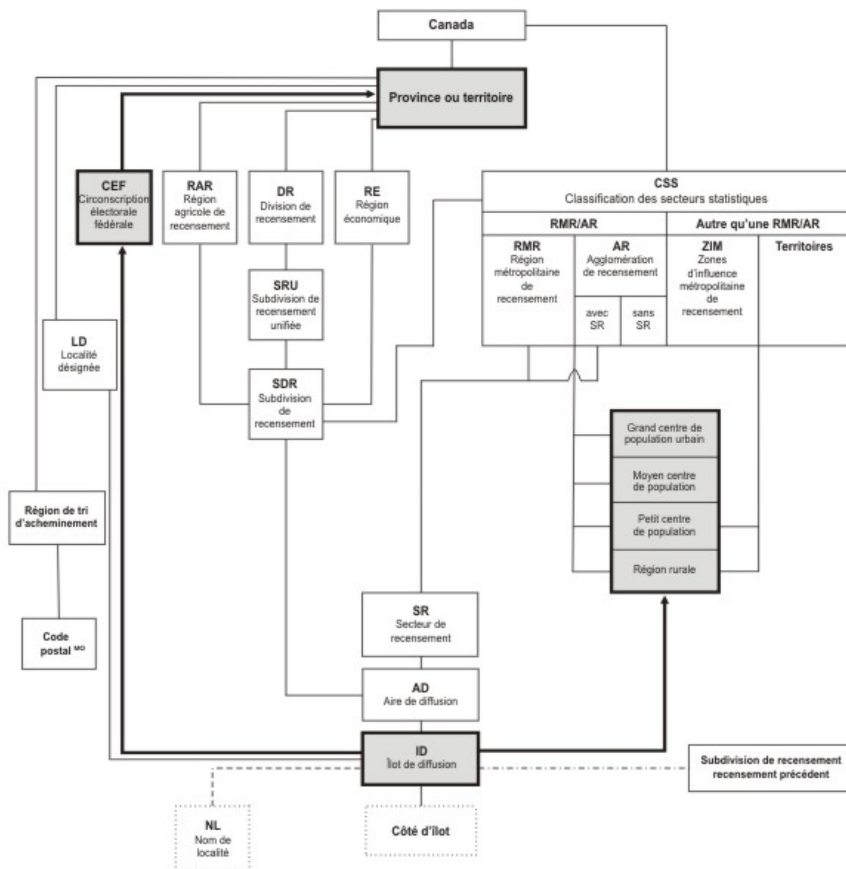 Canada
Province ou territoire
CEF
Circonscription
électorale
fédérale
RAR
Région
agricole de
recensement
DR
Division de
recensement
RE
Région
économique
CSS
Classification des secteurs statistiques
RMR/AR
Autre qu'une RMR/AR
RMR
Région
métropolitaine
de
recensement
AR
Agglomération
de recensement
avec
SR
sans
SR
ZIM
Zones
d'influence
métropolitaine
de
recensement
Territoires
SRU
Subdivision de
recensement
unifiée
LD
Localité
désignée
SDR
Subdivision
de
recensement
Grand centre de
population urbain
Moyen centre
de population
Petit centre
de population
Région rurale
Région de tri
d'acheminement
Code
postal MD
SR
Secteur de
recensement
AD
Aire de diffusion
ID
Îlot de diffusion
Subdivision de recensement
recensement précédent
NL
Nom de
localité
Côté d'îlot